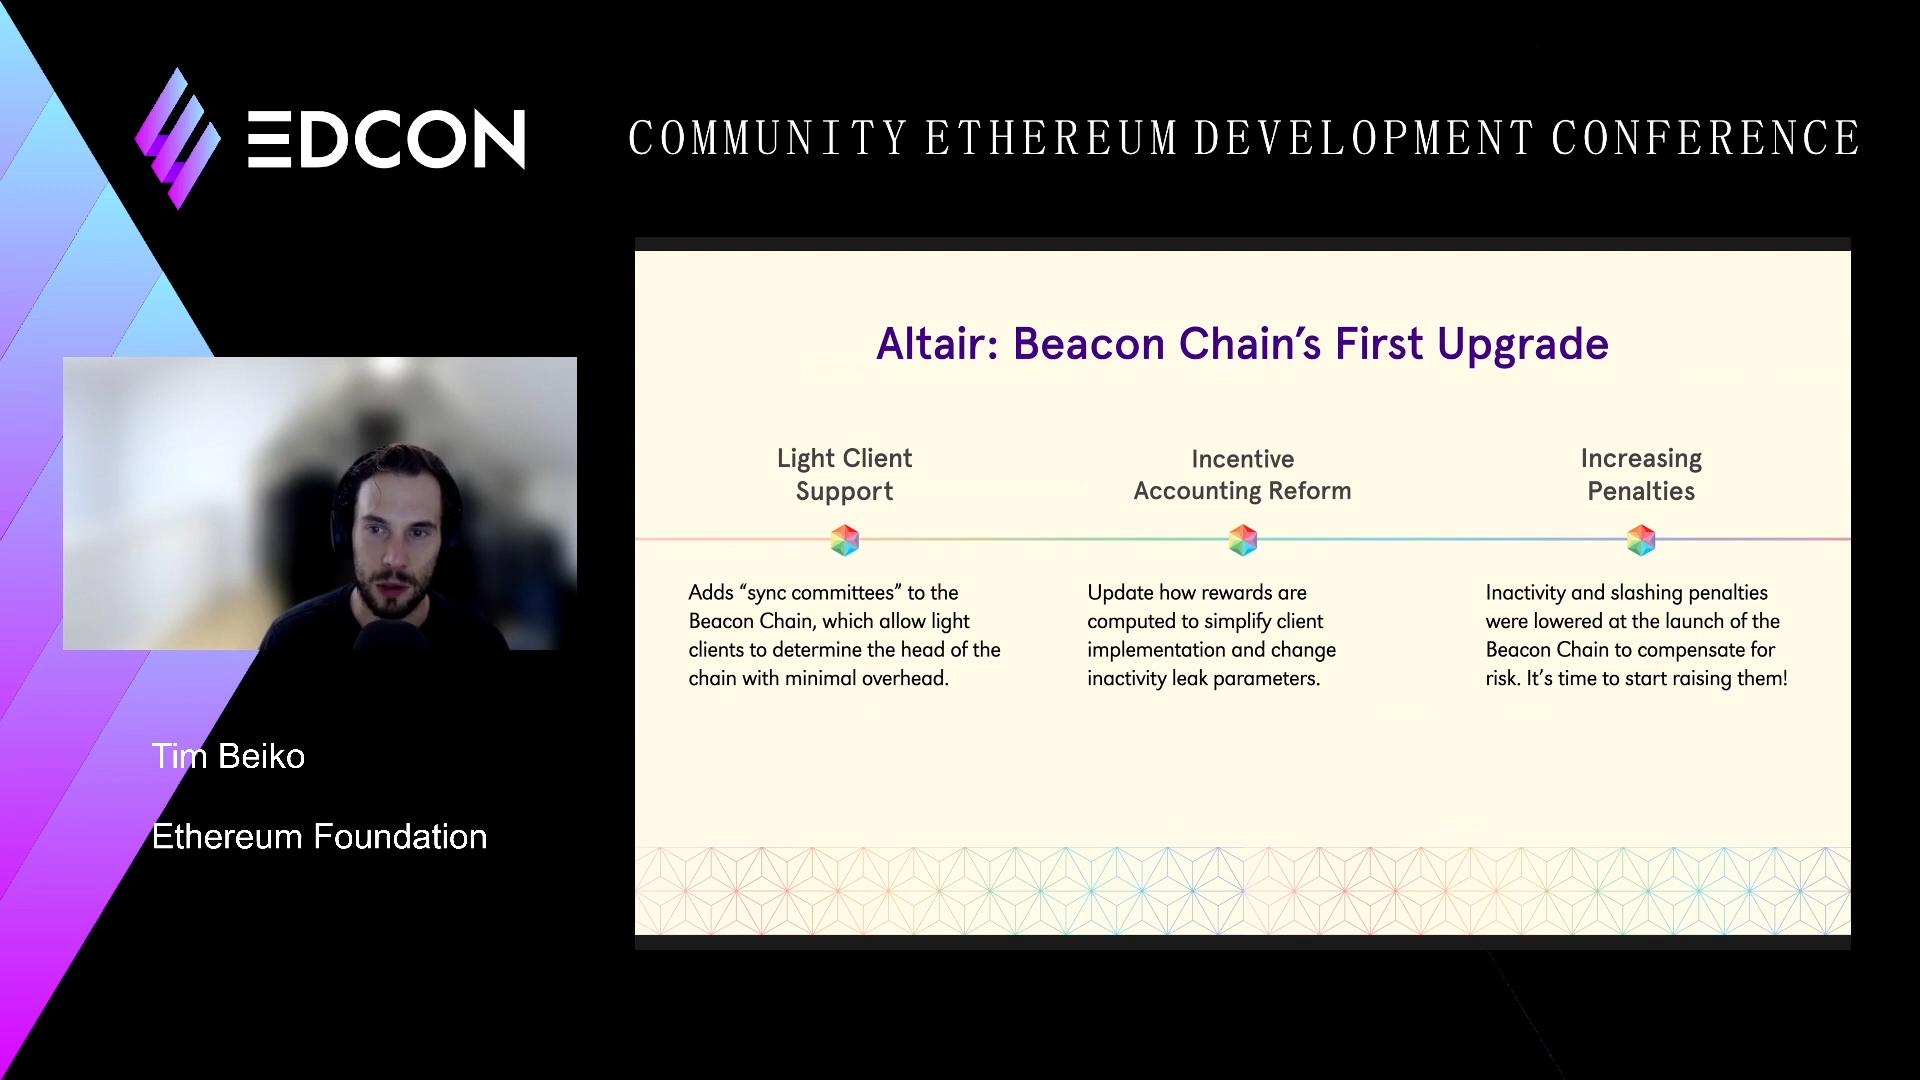 EDCON
COMMUNITY ETHEREUM DEVELOPMENT CONFERENCE
Altair: Beacon Chain’s First Upgrade
Light Client
Support
Adds “sync committees” to the
Beacon Chain, which allow light
clients to determine the head of the
chain with minimal overhead.
Incentive
Accounting Reform
Update how rewards are
computed to simplify client
implementation and change
inactivity leak parameters.
Increasing
Penalties
Inactivity and slashing penalties
were lowered at the launch of the
Beacon Chain to compensate for
risk. It’s time to start raising them!
Tim Beiko
Ethereum Foundation